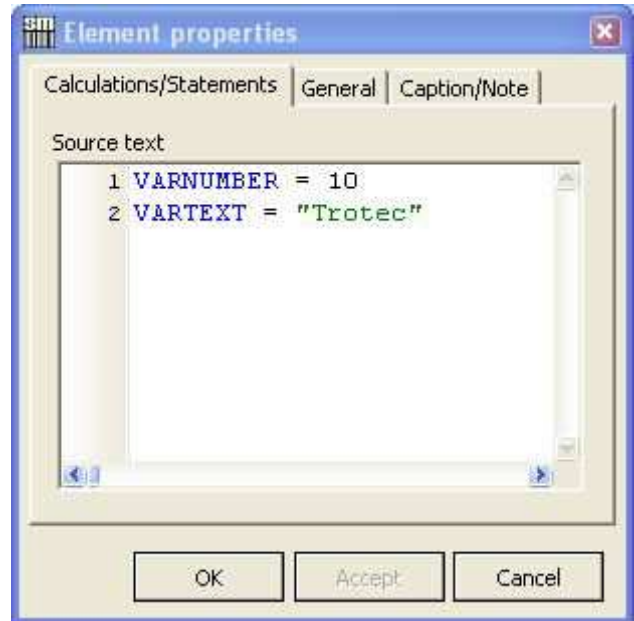 SM
Element properties
Calculations/Statements General Caption/Note
Source text
1 VARNUMBER = 10
2 VARTEXT = "Trotec"
OK Accept Cancel